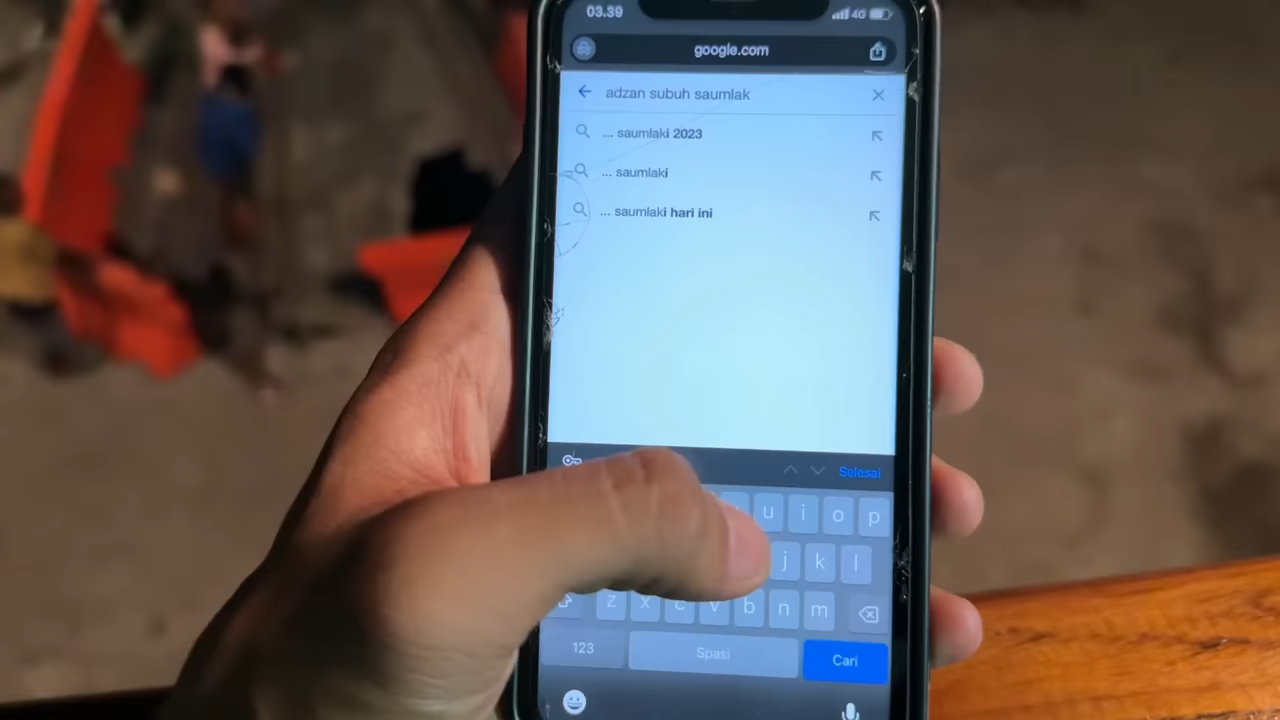 03.39 4G
google.com
adzan subuh saumlak
... saumlaki 2023
... saumlaki
... saumlaki hari ini
Selesai
u i o p
j k l
z x c v b n m
123 Spasi Cari